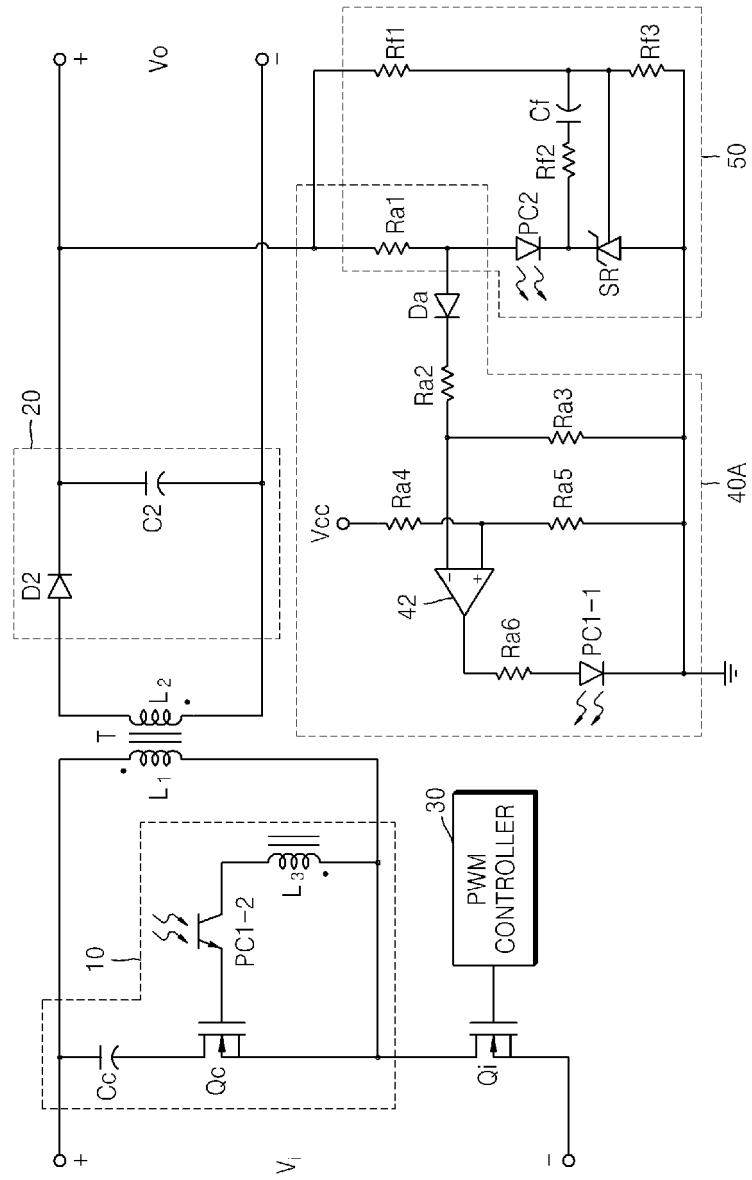 10
Cc
Qc
PC1-2
L3
Vi
+
−
Qi
30
PWM
CONTROLLER
T
L1
L2
20
D2
C2
+
Vo
−
40A
Vcc
Ra4
Ra5
Ra3
Ra2
Da
Ra1
42
−
+
Ra6
PC1-1
50
Rf1
Cf
Rf2
Rf3
PC2
SR